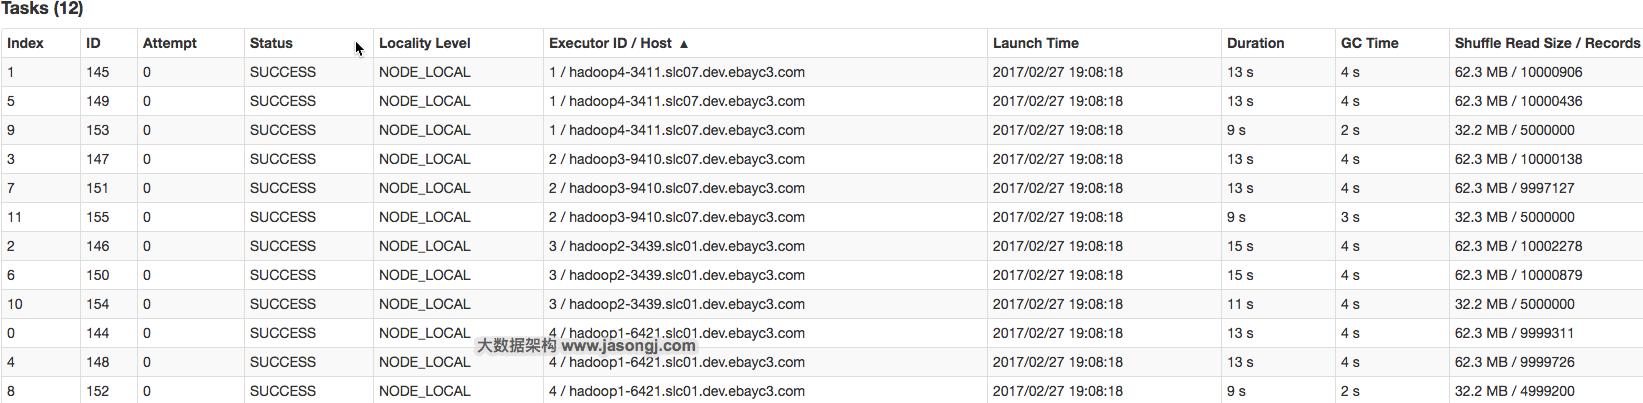 Tasks (12)
Index ID Attempt Status Locality Level Executor ID / Host ▲ Launch Time Duration GC Time Shuffle Read Size / Records
1 145 0 SUCCESS NODE_LOCAL 1 / hadoop4-3411.slc07.dev.ebayc3.com 2017/02/27 19:08:18 13 s 4 s 62.3 MB / 10000906
5 149 0 SUCCESS NODE_LOCAL 1 / hadoop4-3411.slc07.dev.ebayc3.com 2017/02/27 19:08:18 13 s 4 s 62.3 MB / 10000436
9 153 0 SUCCESS NODE_LOCAL 1 / hadoop4-3411.slc07.dev.ebayc3.com 2017/02/27 19:08:18 9 s 2 s 32.2 MB / 5000000
3 147 0 SUCCESS NODE_LOCAL 2 / hadoop3-9410.slc07.dev.ebayc3.com 2017/02/27 19:08:18 13 s 4 s 62.3 MB / 10000138
7 151 0 SUCCESS NODE_LOCAL 2 / hadoop3-9410.slc07.dev.ebayc3.com 2017/02/27 19:08:18 13 s 4 s 62.3 MB / 9997127
11 155 0 SUCCESS NODE_LOCAL 2 / hadoop3-9410.slc07.dev.ebayc3.com 2017/02/27 19:08:18 9 s 3 s 32.3 MB / 5000000
2 146 0 SUCCESS NODE_LOCAL 3 / hadoop2-3439.slc01.dev.ebayc3.com 2017/02/27 19:08:18 15 s 4 s 62.3 MB / 10002278
6 150 0 SUCCESS NODE_LOCAL 3 / hadoop2-3439.slc01.dev.ebayc3.com 2017/02/27 19:08:18 15 s 4 s 62.3 MB / 10000879
10 154 0 SUCCESS NODE_LOCAL 3 / hadoop2-3439.slc01.dev.ebayc3.com 2017/02/27 19:08:18 11 s 4 s 32.2 MB / 5000000
0 144 0 SUCCESS NODE_LOCAL 4 / hadoop1-6421.slc01.dev.ebayc3.com 2017/02/27 19:08:18 13 s 4 s 62.3 MB / 9999311
大数据架构 www.jasongj.com
4 148 0 SUCCESS NODE_LOCAL 4 / hadoop1-6421.slc01.dev.ebayc3.com 2017/02/27 19:08:18 13 s 4 s 62.3 MB / 9999726
8 152 0 SUCCESS NODE_LOCAL 4 / hadoop1-6421.slc01.dev.ebayc3.com 2017/02/27 19:08:18 9 s 2 s 32.2 MB / 4999200